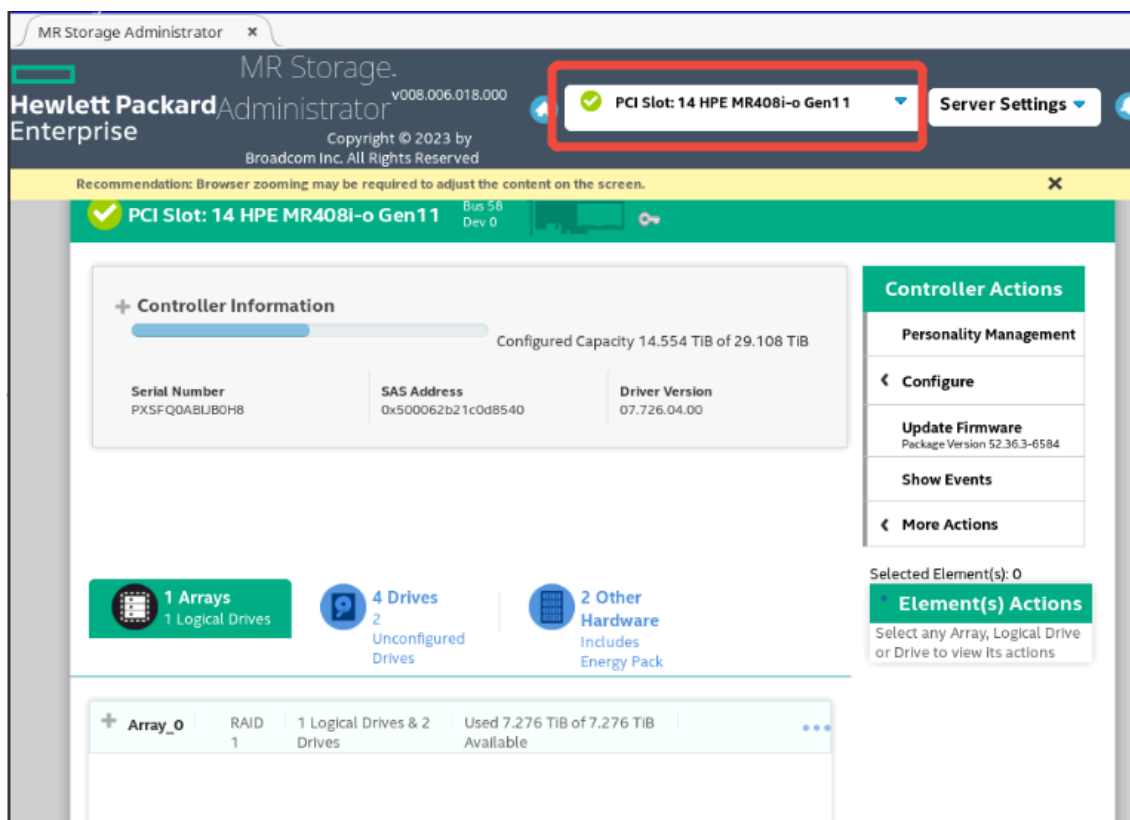 MR Storage Administrator ×
Hewlett Packard
Enterprise
MR Storage
Administrator v008.006.018.000
Copyright © 2023 by
Broadcom Inc. All Rights Reserved
PCI Slot: 14 HPE MR408i-o Gen11
Server Settings
Recommendation: Browser zooming may be required to adjust the content on the screen.
PCI Slot: 14 HPE MR408i-o Gen11
Bus 58
Dev 0
Controller Information
Configured Capacity 14.554 TiB of 29.108 TiB
Serial Number
PXSFQ0ABIJB0H8
SAS Address
0x500062b21c0d8540
Driver Version
07.726.04.00
Controller Actions
Personality Management
Configure
Update Firmware
Package Version 52.36.3-6584
Show Events
More Actions
1 Arrays
1 Logical Drives
4 Drives
2
Unconfigured
Drives
2 Other
Hardware
Includes
Energy Pack
Selected Element(s): 0
Element(s) Actions
Select any Array, Logical Drive
or Drive to view its actions
Array_0
RAID
1
1 Logical Drives & 2
Drives
Used 7.276 TiB of 7.276 TiB
Available